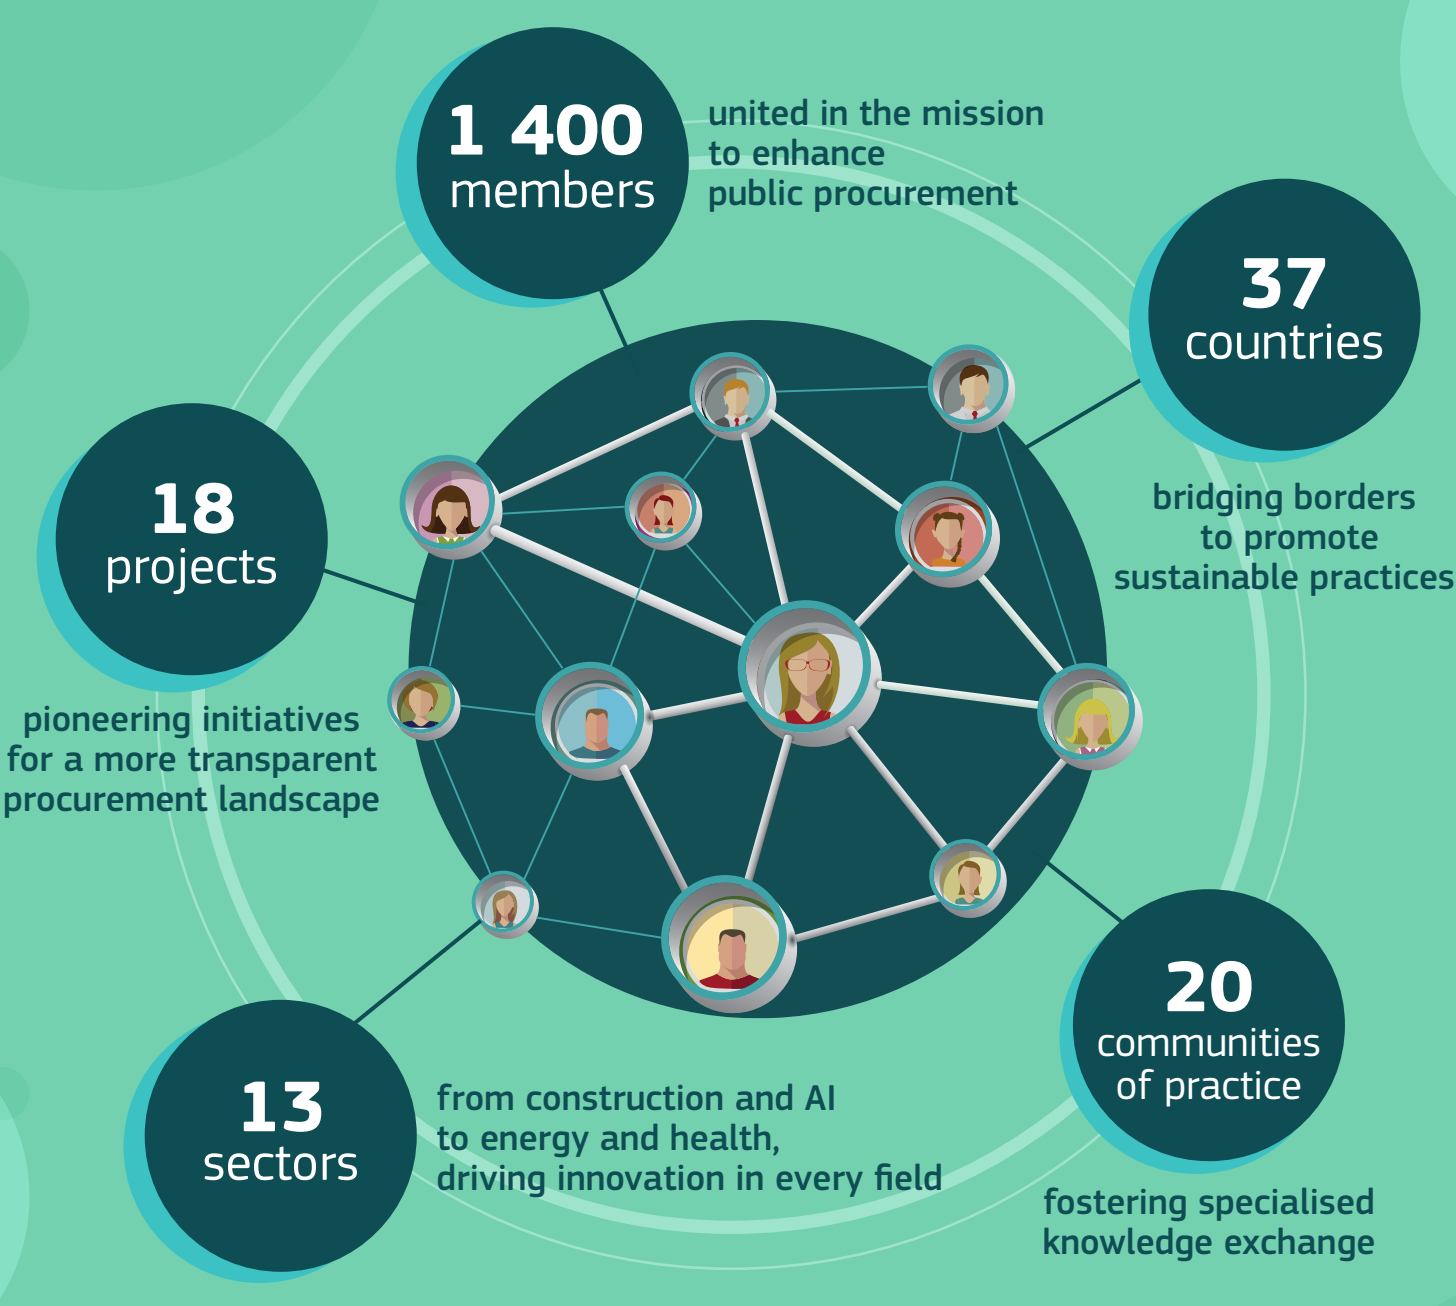 1 400
members
united in the mission
to enhance
public procurement
37
countries
bridging borders
to promote
sustainable practices
18
projects
pioneering initiatives
for a more transparent
procurement landscape
20
communities
of practice
fostering specialised
knowledge exchange
13
sectors
from construction and AI
to energy and health,
driving innovation in every field